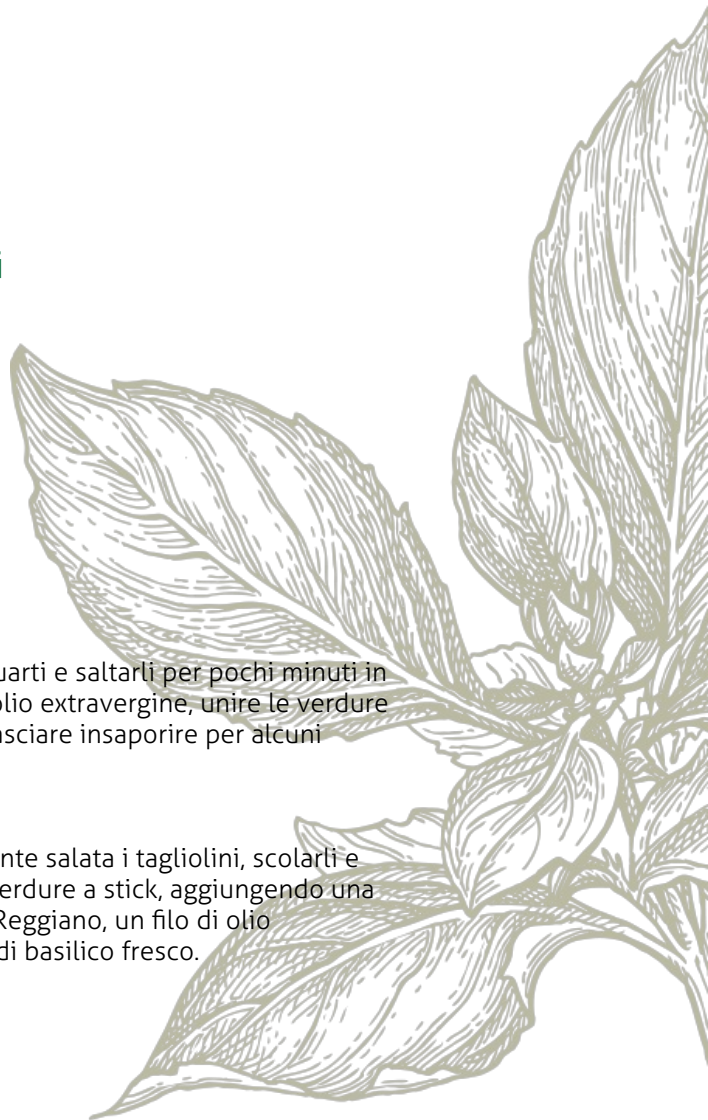 i
uarti e saltarli per pochi minuti in
olio extravergine, unire le verdure
asciare insaporire per alcuni
nte salata i tagliolini, scolarli e
erdure a stick, aggiungendo una
Reggiano, un filo di olio
di basilico fresco.